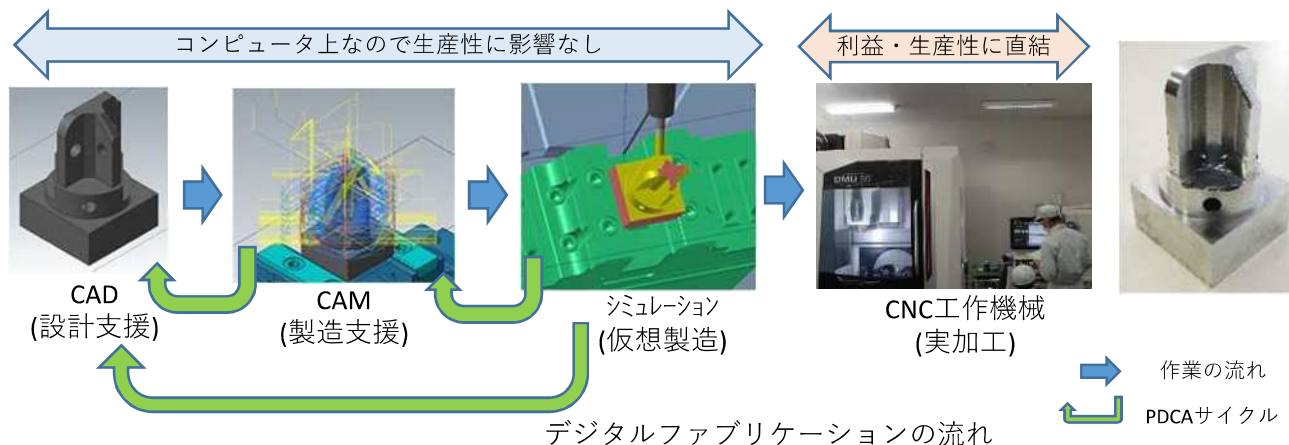 コンピュータ上なので生産性に影響なし
利益・生産性に直結
CAD
(設計支援)
CAM
(製造支援)
ｼﾐｭﾚｰｼｮﾝ
(仮想製造)
DMU 50
CNC工作機械
(実加工)
作業の流れ
PDCAサイクル
デジタルファブリケーションの流れ